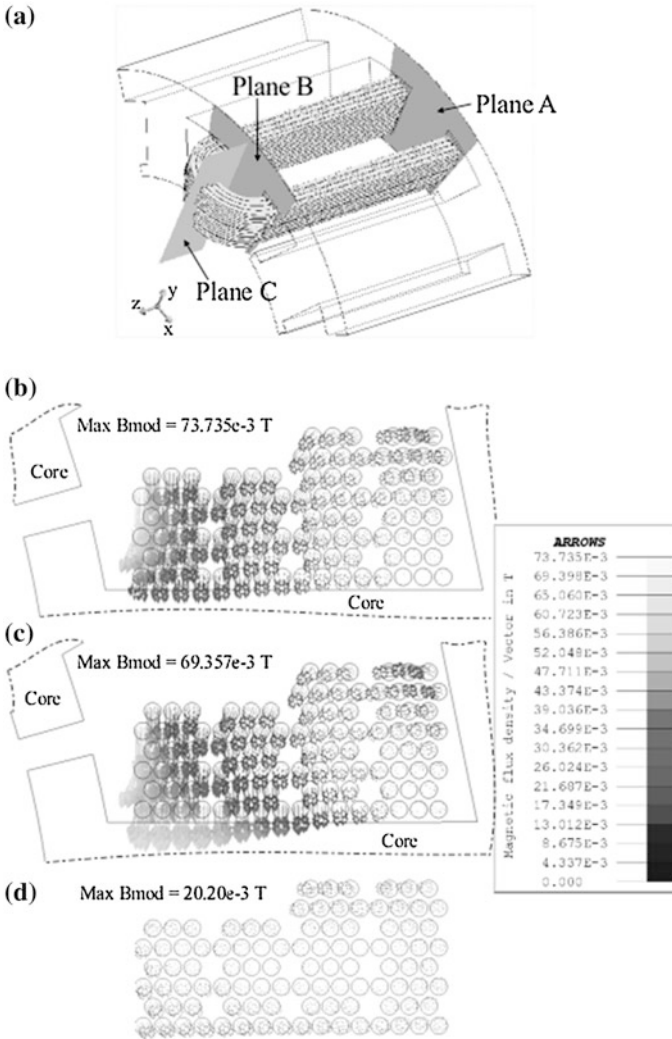 (a)
Plane B
Plane A
Plane C
y
z
x
(b)
Max Bmod = 73.735e-3 T
Core
Core
(c)
Max Bmod = 69.357e-3 T
Core
Core
(d)
Max Bmod = 20.20e-3 T
ARROWS
73.735E-3
69.398E-3
65.060E-3
60.723E-3
56.386E-3
52.048E-3
47.711E-3
43.374E-3
39.036E-3
34.699E-3
30.362E-3
26.024E-3
21.687E-3
17.349E-3
13.012E-3
8.675E-3
4.337E-3
0.000
Magnetic flux density / Vector in T